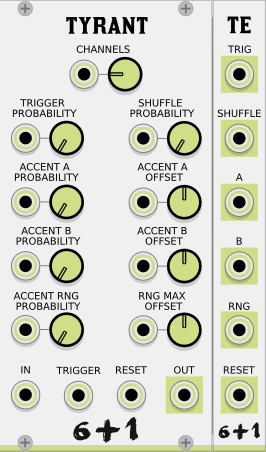 TYRANT
CHANNELS
TRIGGER PROBABILITY
SHUFFLE PROBABILITY
ACCENT A PROBABILITY
ACCENT A OFFSET
ACCENT B PROBABILITY
ACCENT B OFFSET
ACCENT RNG PROBABILITY
RNG MAX OFFSET
IN
TRIGGER
RESET
OUT
6+1
TE
TRIG
SHUFFLE
A
B
RNG
RESET
6+1